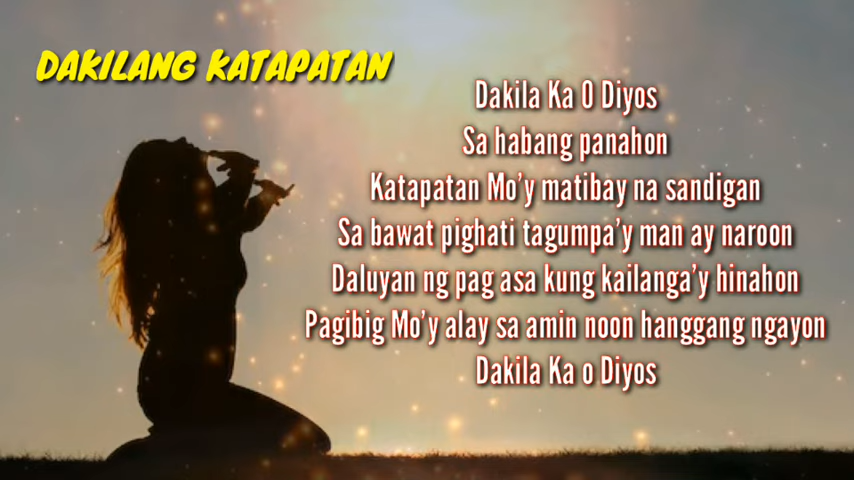 DAKILANG KATAPATAN
Dakila Ka O Diyos
Sa habang panahon
Katapatan Mo'y matibay na sandigan
Sa bawat pighati tagumpa'y man ay naroon
Daluyan ng pag asa kung kailanga'y hinahon
Pagibig Mo'y alay sa amin noon hanggang ngayon
Dakila Ka o Diyos